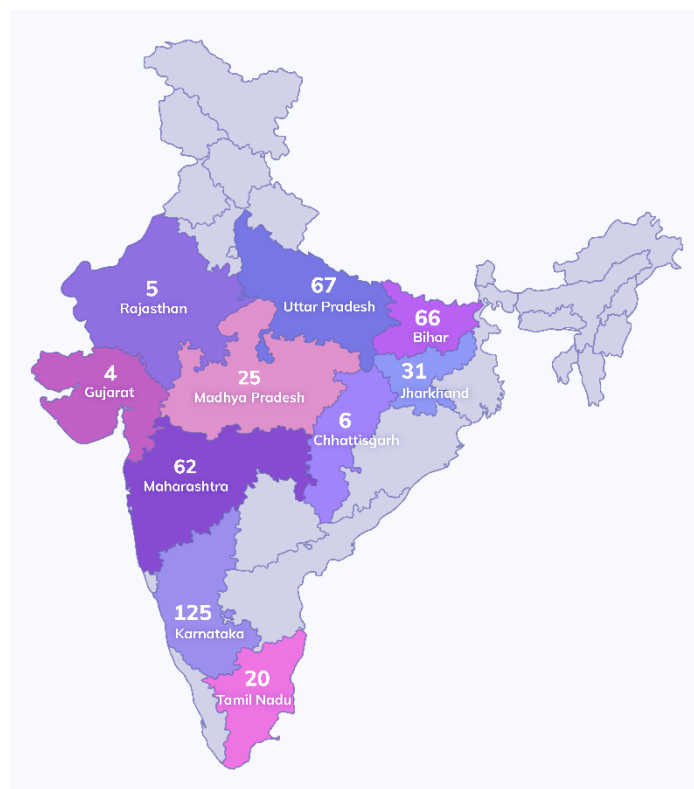 5
Rajasthan
67
Uttar Pradesh
66
Bihar
4
Gujarat
25
Madhya Pradesh
31
Jharkhand
6
Chhattisgarh
62
Maharashtra
125
Karnataka
20
Tamil Nadu